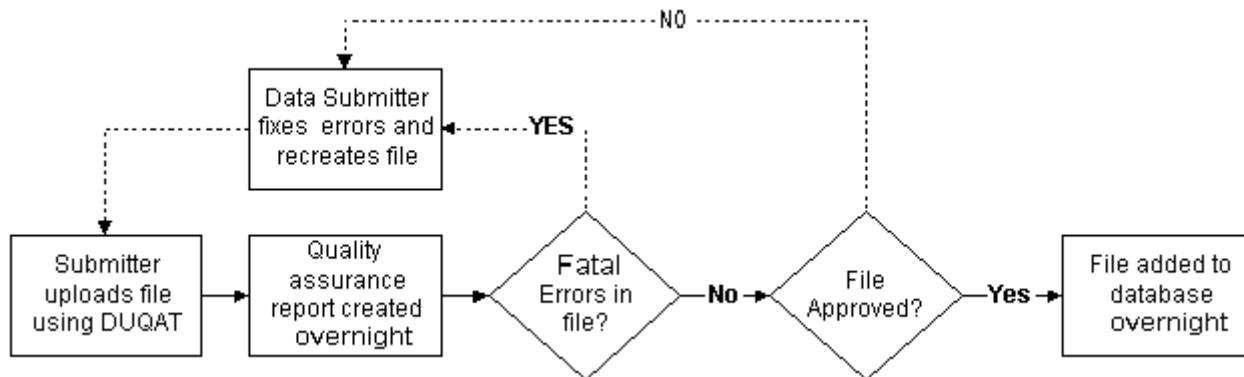 NO
Data Submitter
fixes errors and
recreates file
YES
Submitter
uploads file
using DUQAT
Quality
assurance
report created
overnight
Fatal
Errors in
file?
No
File
Approved?
Yes
File added to
database
overnight